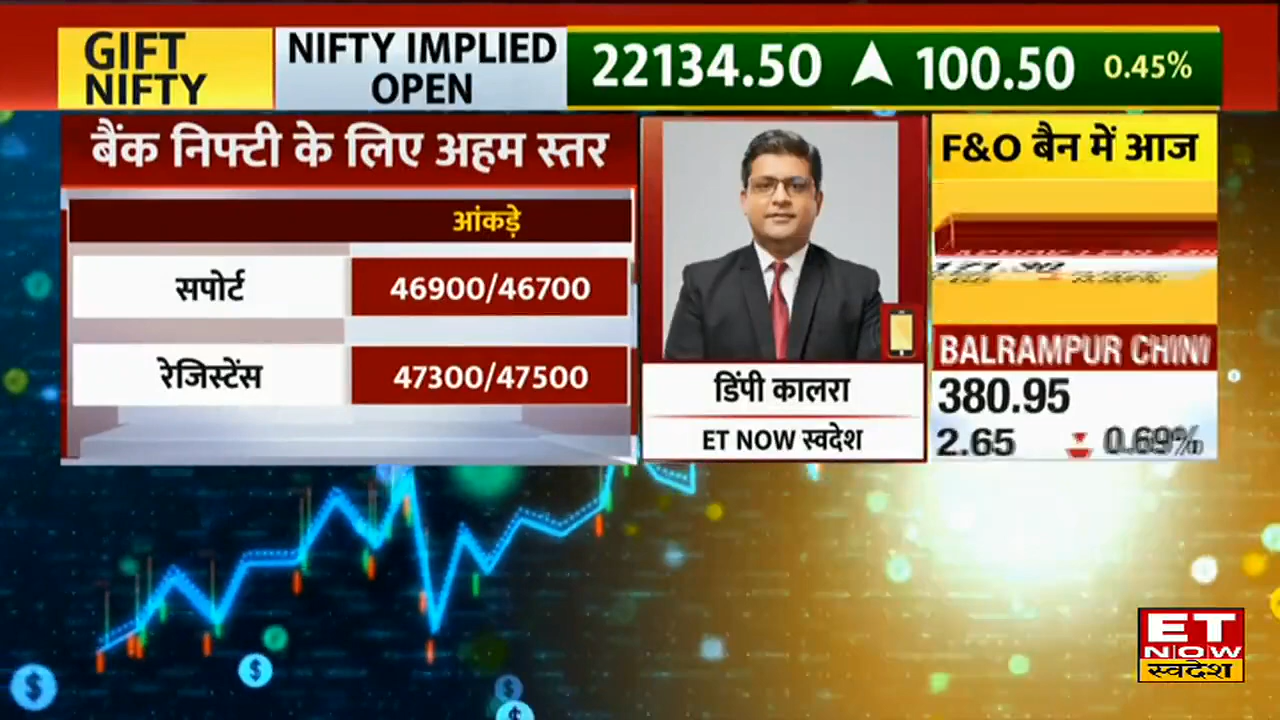 GIFT
NIFTY
NIFTY IMPLIED
OPEN
22134.50 100.50 0.45%
बैंक निफ्टी के लिए अहम स्तर
आंकड़े
सपोर्ट 46900/46700
रेजिस्टेंस 47300/47500
डिंपी कालरा
ET NOW स्वदेश
F&O बैन में आज
BALRAMPUR CHINI
380.95
2.65 0.69%
ET
NOW
स्वदेश